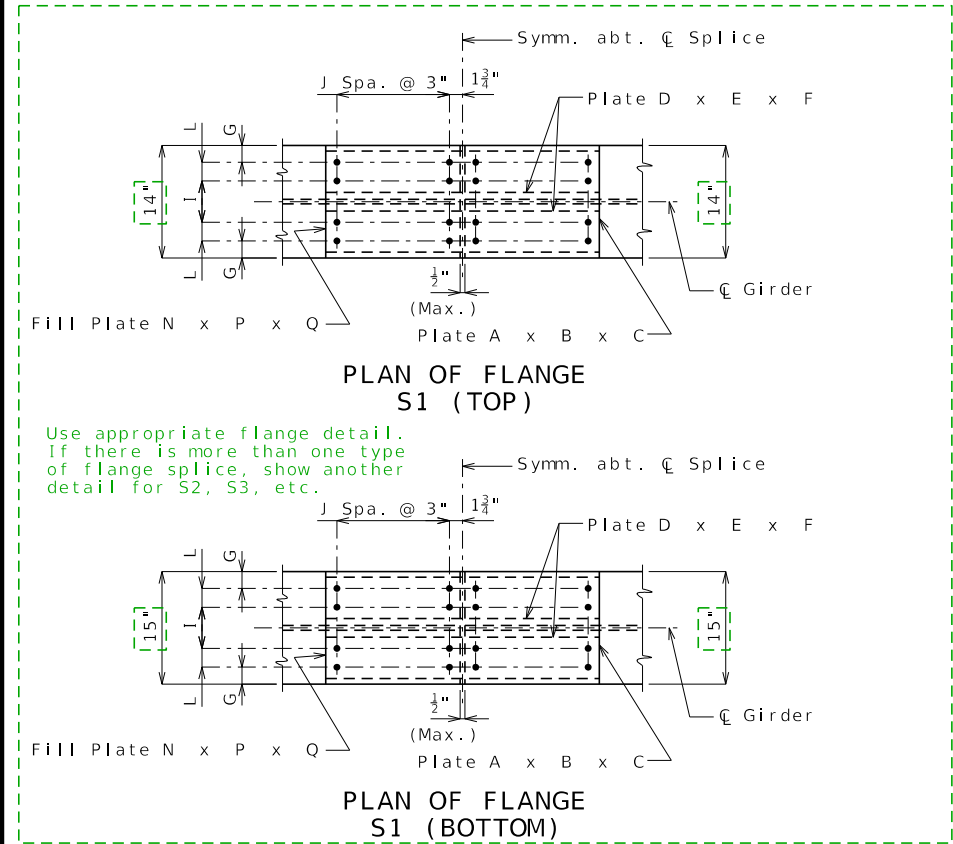 Symm. abt. ℄ Splice
J Spa. @ 3" 1¾"
Plate D x E x F
L
G
14"
I
14"
L
G
½"
(Max.)
℄ Girder
Fill Plate N x P x Q
Plate A x B x C
PLAN OF FLANGE
S1 (TOP)
Use appropriate flange detail.
If there is more than one type
of flange splice, show another
detail for S2, S3, etc.
Symm. abt. ℄ Splice
J Spa. @ 3" 1¾"
Plate D x E x F
L
G
15"
I
15"
L
G
½"
(Max.)
℄ Girder
Fill Plate N x P x Q
Plate A x B x C
PLAN OF FLANGE
S1 (BOTTOM)